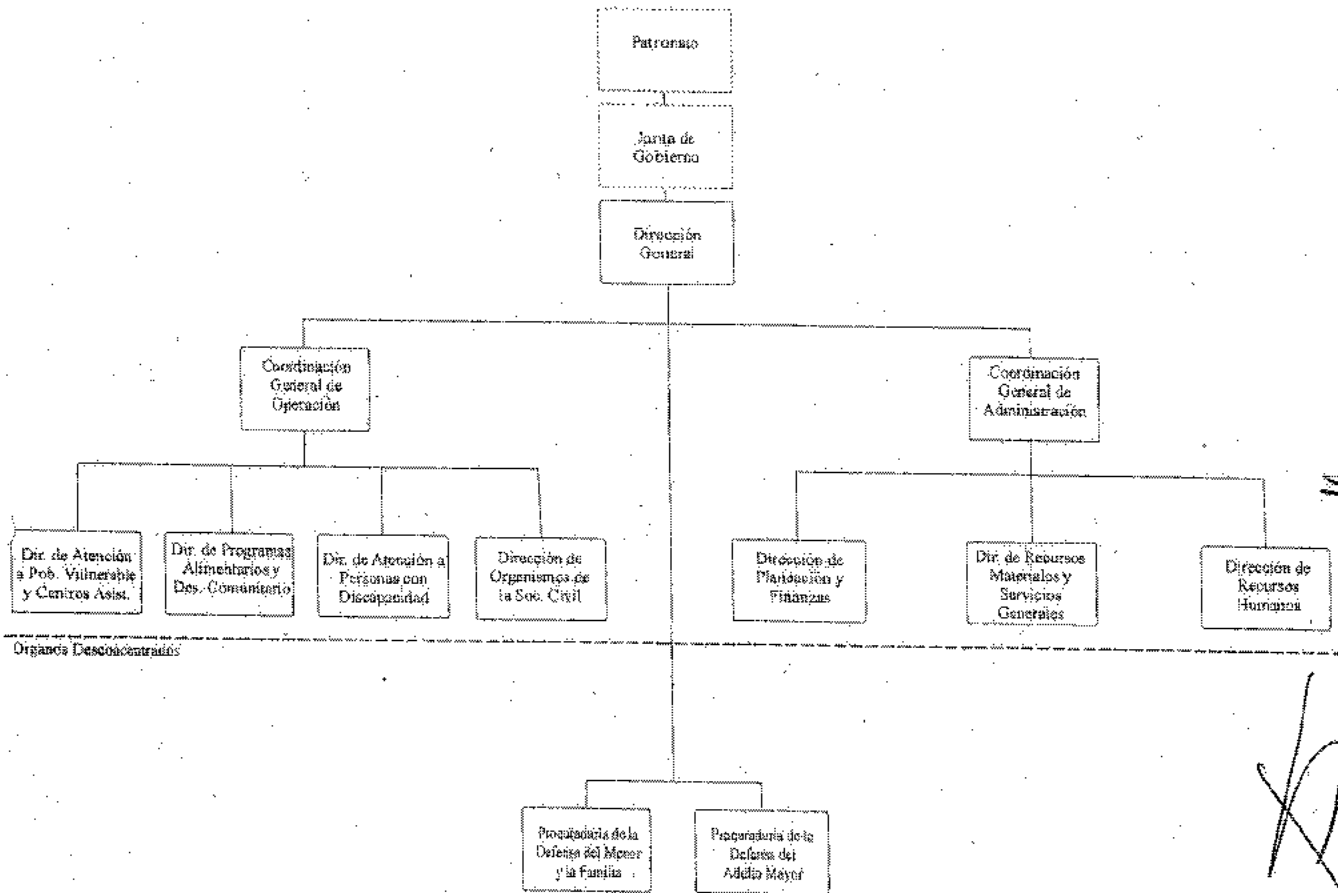 Patronato
Junta de
Gobierno
Dirección
General
Coordinación
General de
Operación
Coordinación
General de
Administración
Dir. de Atención
a Pob. Vulnerable
y Centros Asist.
Dir. de Programas
Alimentarios y
Des. Comunitario
Dir. de Atención a
Personas con
Discapacidad
Dirección de
Organismos de
la Soc. Civil
Dirección de
Planeación y
Finanzas
Dir. de Recursos
Materiales y
Servicios
Generales
Dirección de
Recursos
Humanos
Organos Desconcentrados
Procuraduría de la
Defensa del Menor
y la Familia
Procuraduría de la
Defensa del
Adulto Mayor